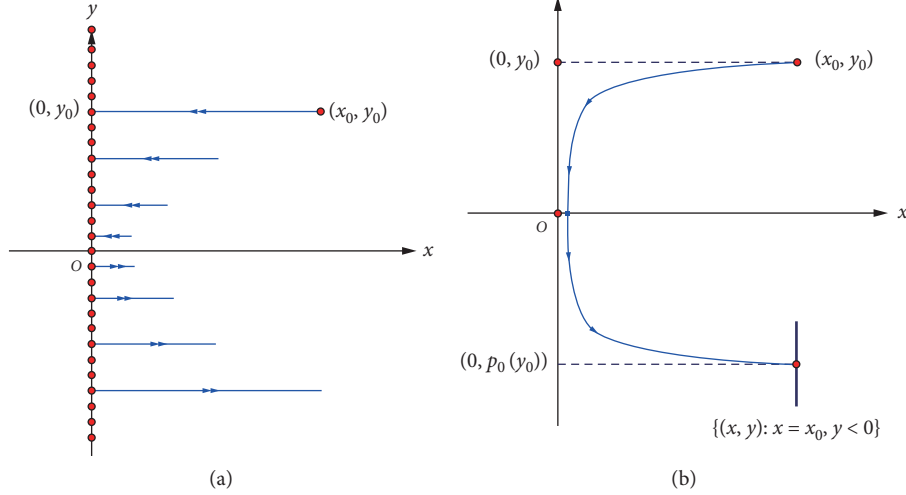 y
(0, y₀)
(x₀, y₀)
x
O
(a)
(0, y₀)
(x₀, y₀)
x
O
(0, p₀ (y₀))
{(x, y): x = x₀, y < 0}
(b)